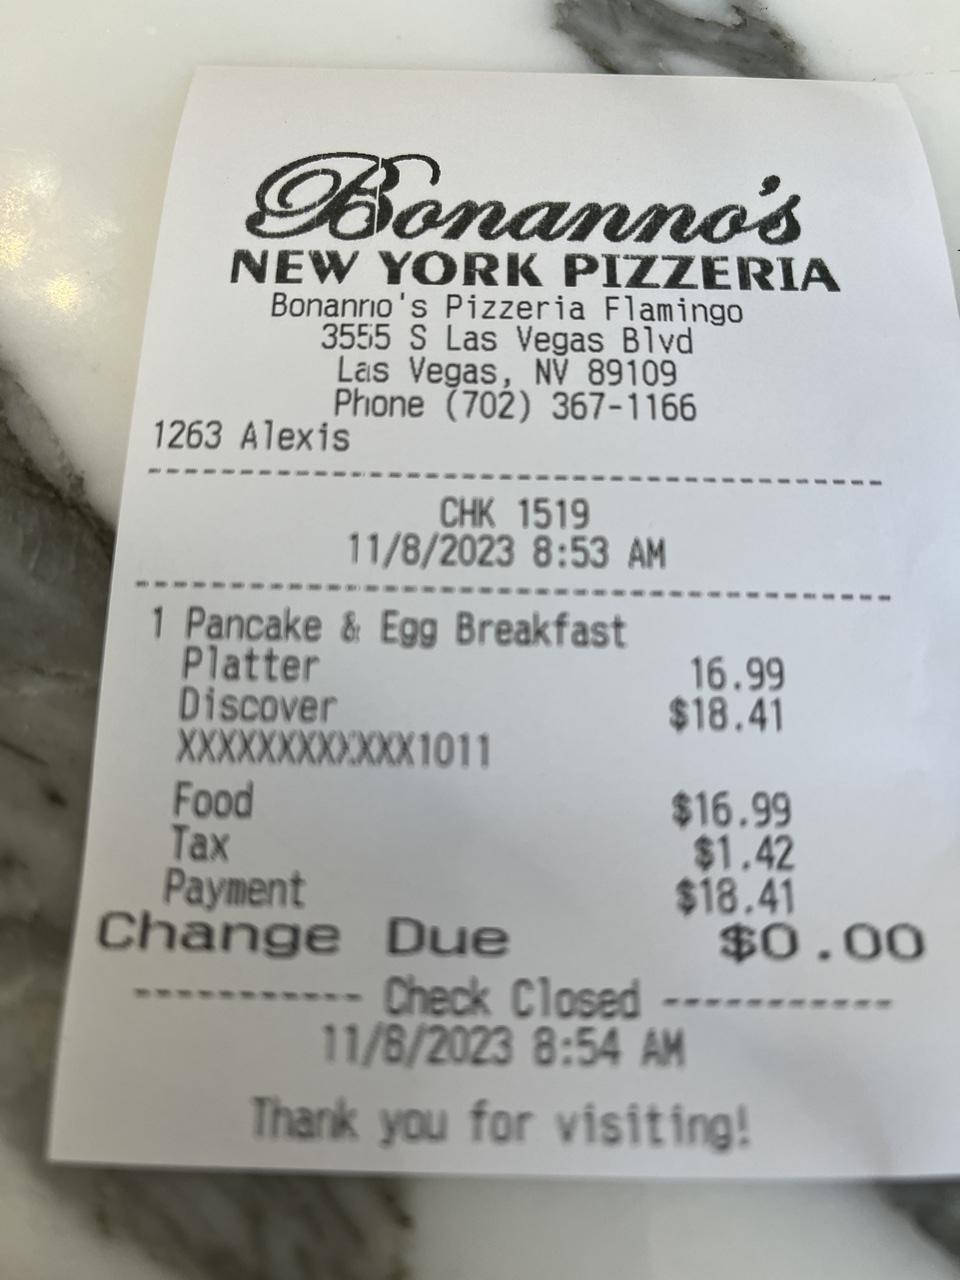 Bonanno's
NEW YORK PIZZERIA
Bonanno's Pizzeria Flamingo
3555 S Las Vegas Blvd
Las Vegas, NV 89109
Phone (702) 367-1166
1263 Alexis
CHK 1519
11/8/2023 8:53 AM
1 Pancake & Egg Breakfast
Platter 16.99
Discover $18.41
XXXXXXXXXXXX1011
Food $16.99
Tax $1.42
Payment $18.41
Change Due $0.00
----------- Check Closed -----------
11/8/2023 8:54 AM
Thank you for visiting!